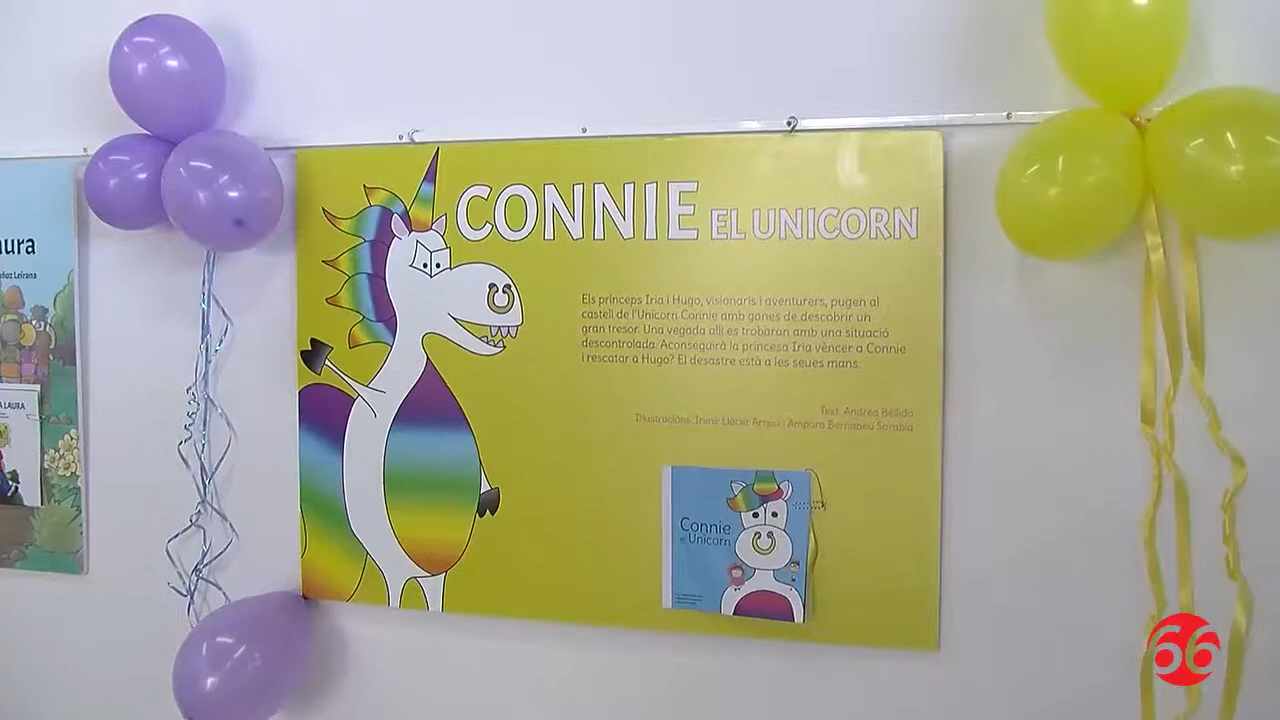 aura
ñoz Leirana
A LAURA
CONNIE EL UNICORN
Els prínceps Iria i Hugo, visionaris i aventurers, pugen al
castell de l'Unicorn Connie amb ganes de descobrir un
gran tresor. Una vegada allí es trobaran amb una situació
descontrolada. Aconseguirà la princesa Iria vèncer a Connie
i rescatar a Hugo? El desastre està a les seues mans.
Text: Andrea Bellido
Il·lustracions: Irene Llácer Arnau i Amparo Bernabeu Sarabia
Connie
el Unicorn
66